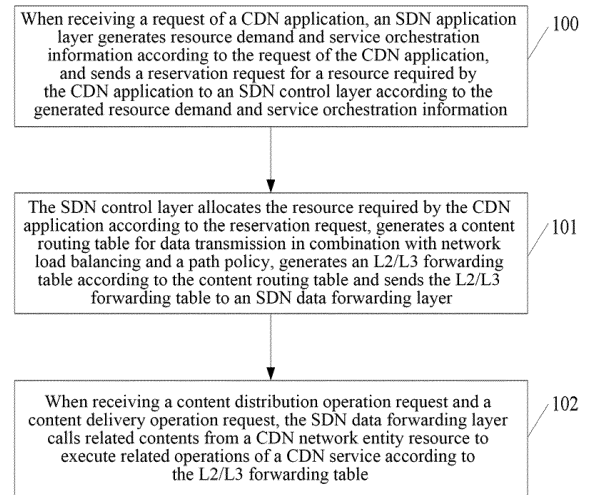 When receiving a request of a CDN application, an SDN application
layer generates resource demand and service orchestration
information according to the request of the CDN application,
and sends a reservation request for a resource required by
the CDN application to an SDN control layer according to the
generated resource demand and service orchestration information
100
The SDN control layer allocates the resource required by the CDN
application according to the reservation request, generates a content
routing table for data transmission in combination with network
load balancing and a path policy, generates an L2/L3 forwarding
table according to the content routing table and sends the L2/L3
forwarding table to an SDN data forwarding layer
101
When receiving a content distribution operation request and a
content delivery operation request, the SDN data forwarding layer
calls related contents from a CDN network entity resource to
execute related operations of a CDN service according to
the L2/L3 forwarding table
102